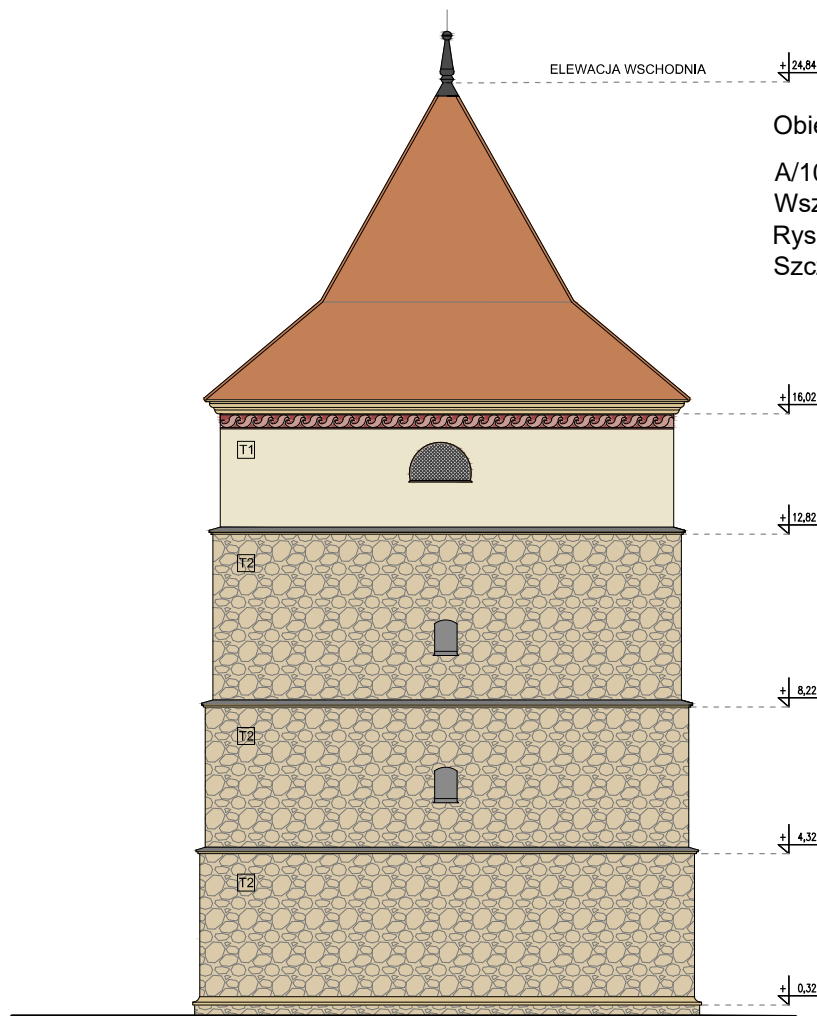 ELEWACJA WSCHODNIA
+ 24,84
Obie
A/10
Wsz
Rys
Szc
+ 16,02
T1
+ 12,82
T2
+ 8,22
T2
+ 4,32
T2
+ 0,32